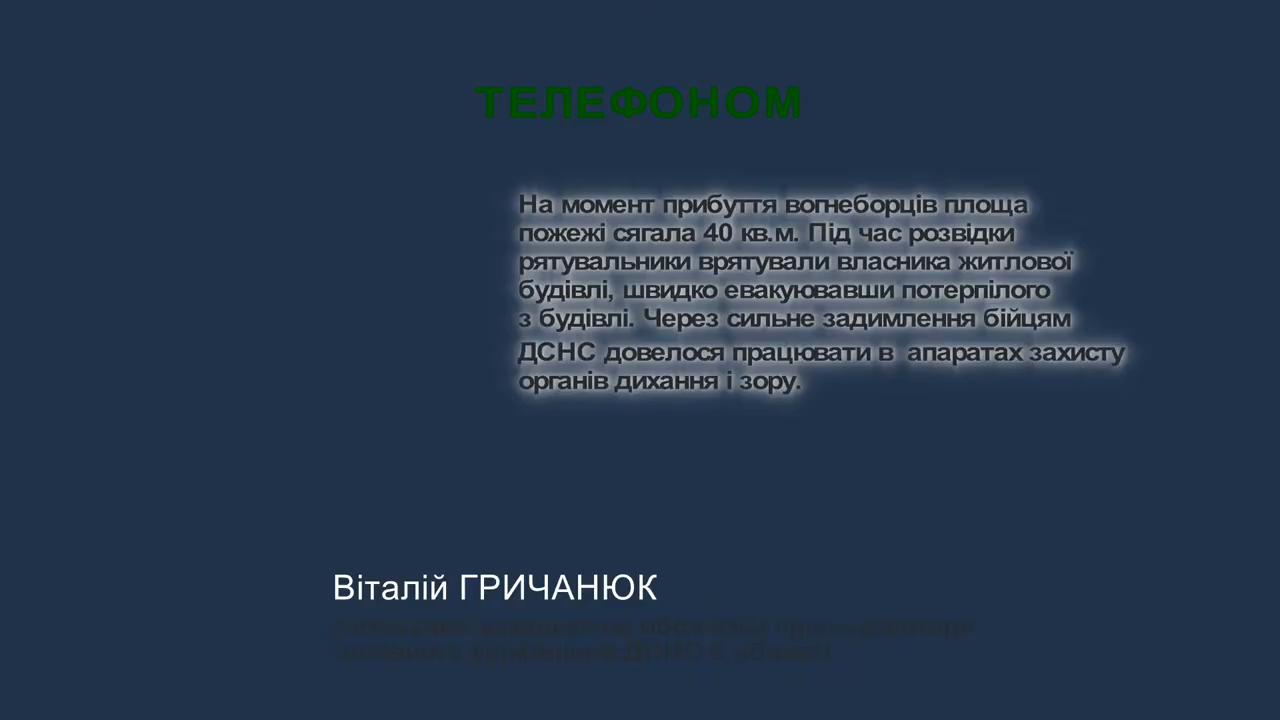 ТЕЛЕФОНОМ
На момент прибуття вогнеборців площа
пожежі сягала 40 кв.м. Під час розвідки
рятувальники врятували власника житлової
будівлі, швидко евакуювавши потерпілого
з будівлі. Через сильне задимлення бійцям
ДСНС довелося працювати в апаратах захисту
органів дихання і зору.
Віталій ГРИЧАНЮК
ДСНС